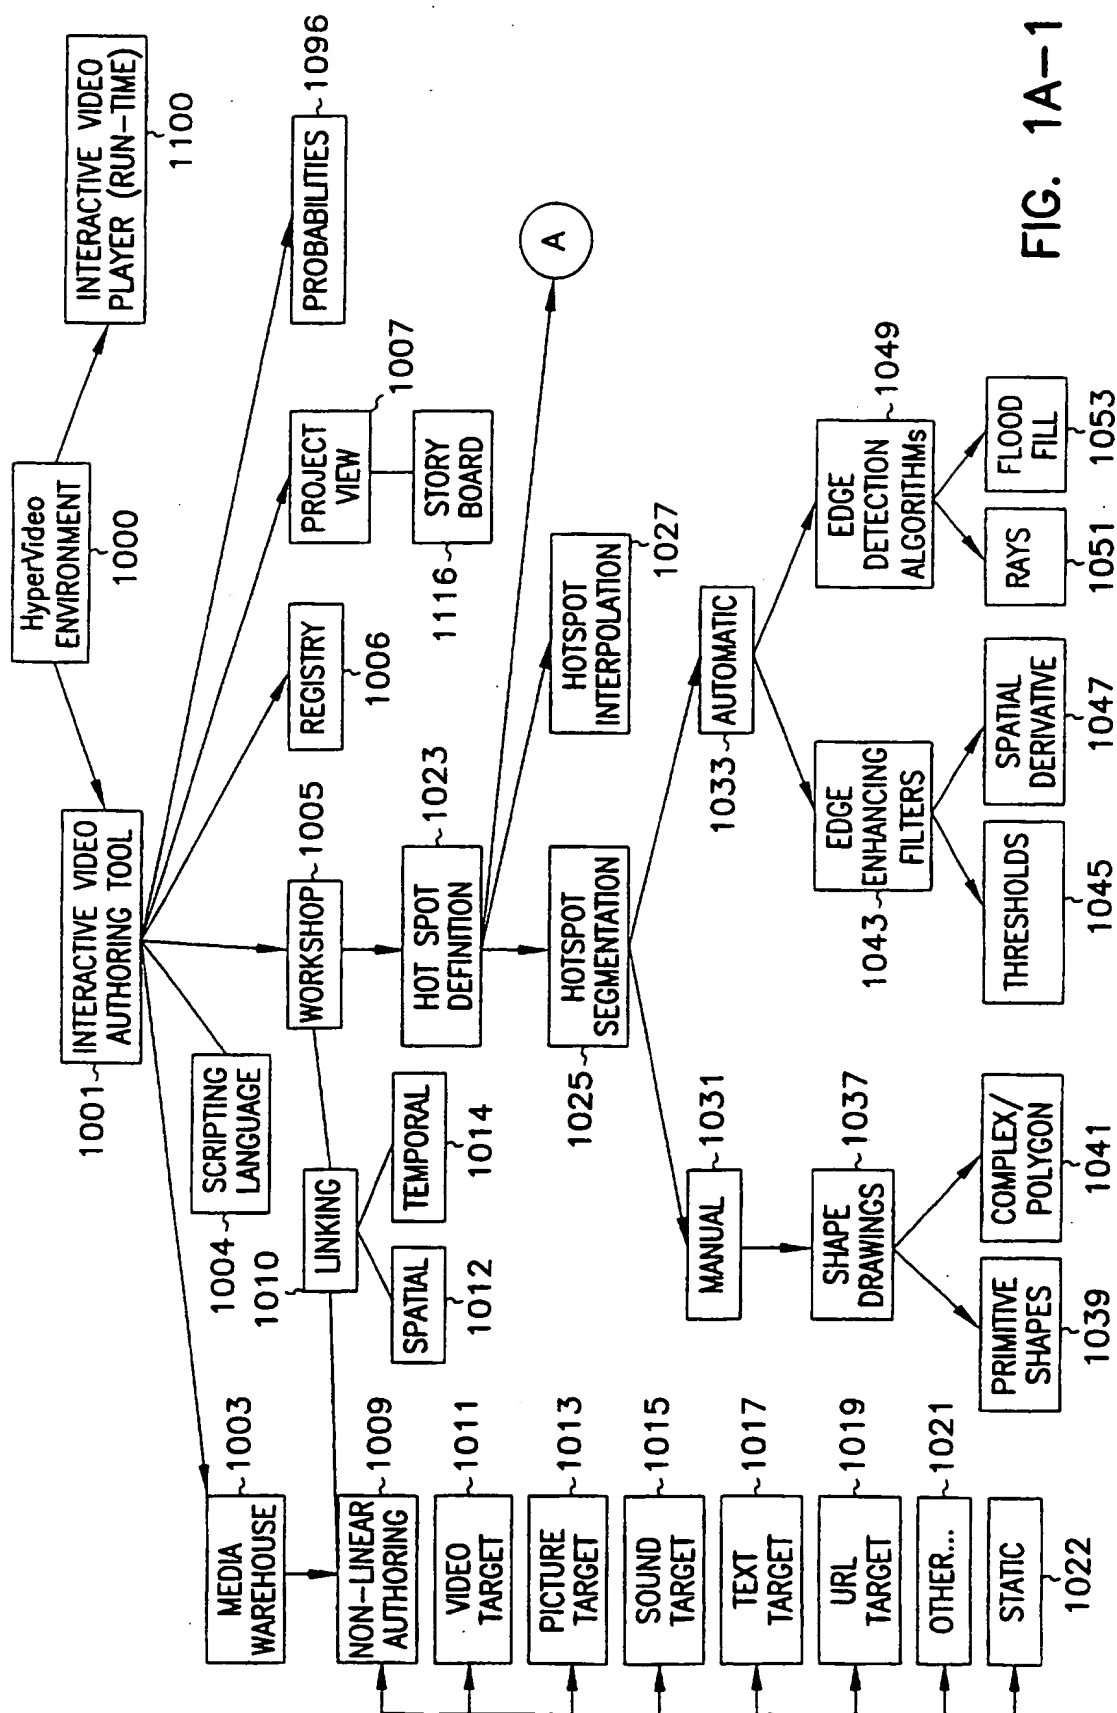 HyperVideo
ENVIRONMENT
1000
INTERACTIVE VIDEO
PLAYER (RUN-TIME)
1100
INTERACTIVE VIDEO
AUTHORING TOOL
1001
SCRIPTING
LANGUAGE
1004
MEDIA
WAREHOUSE
1003
WORKSHOP
1005
REGISTRY
1006
PROJECT
VIEW
1007
PROBABILITIES
1096
STORY
BOARD
1116
LINKING
1010
SPATIAL
1012
TEMPORAL
1014
NON-LINEAR
AUTHORING
1009
VIDEO
TARGET
1011
PICTURE
TARGET
1013
SOUND
TARGET
1015
TEXT
TARGET
1017
URL
TARGET
1019
OTHER...
1021
STATIC
1022
HOT SPOT
DEFINITION
1023
A
HOTSPOT
SEGMENTATION
1025
HOTSPOT
INTERPOLATION
1027
MANUAL
1031
AUTOMATIC
1033
SHAPE
DRAWINGS
1037
PRIMITIVE
SHAPES
1039
COMPLEX/
POLYGON
1041
EDGE
ENHANCING
FILTERS
1043
THRESHOLDS
1045
SPATIAL
DERIVATIVE
1047
EDGE
DETECTION
ALGORITHMs
1049
RAYS
1051
FLOOD
FILL
1053
FIG. 1A-1